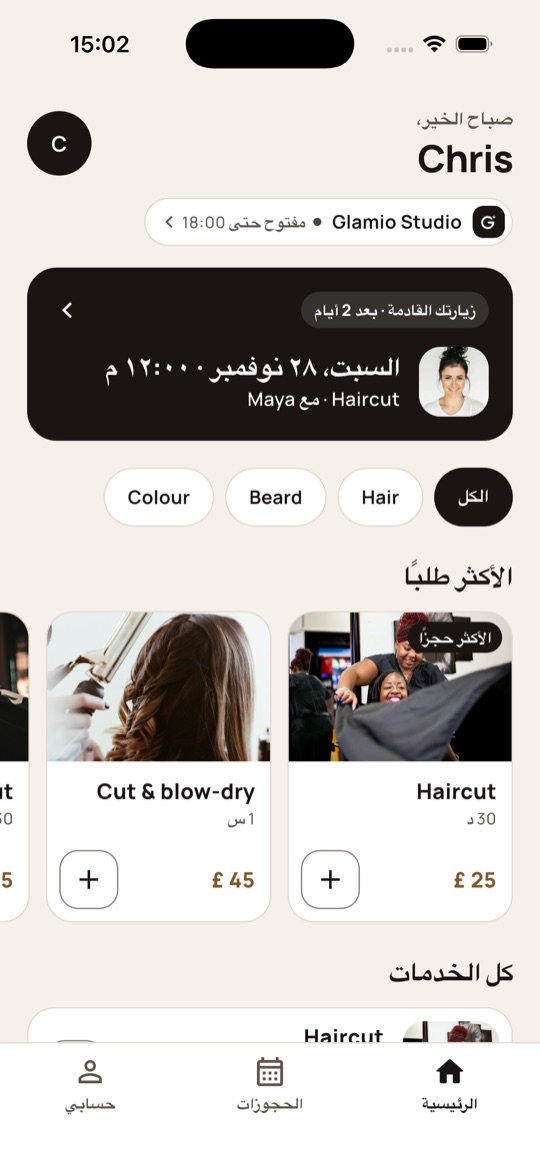 15:02
صباح الخير،
Chris
C
Glamio Studio • مفتوح حتى 18:00
زيارتك القادمة · بعد 2 أيام
السبت، ٢٨ نوفمبر · ١٢:٠٠ م
Haircut · مع Maya
الكل
Hair
Beard
Colour
الأكثر طلبًا
الأكثر حجزًا
Haircut
30 د
£ 25
Cut & blow-dry
1 س
£ 45
كل الخدمات
Haircut
الرئيسية
الحجوزات
حسابي